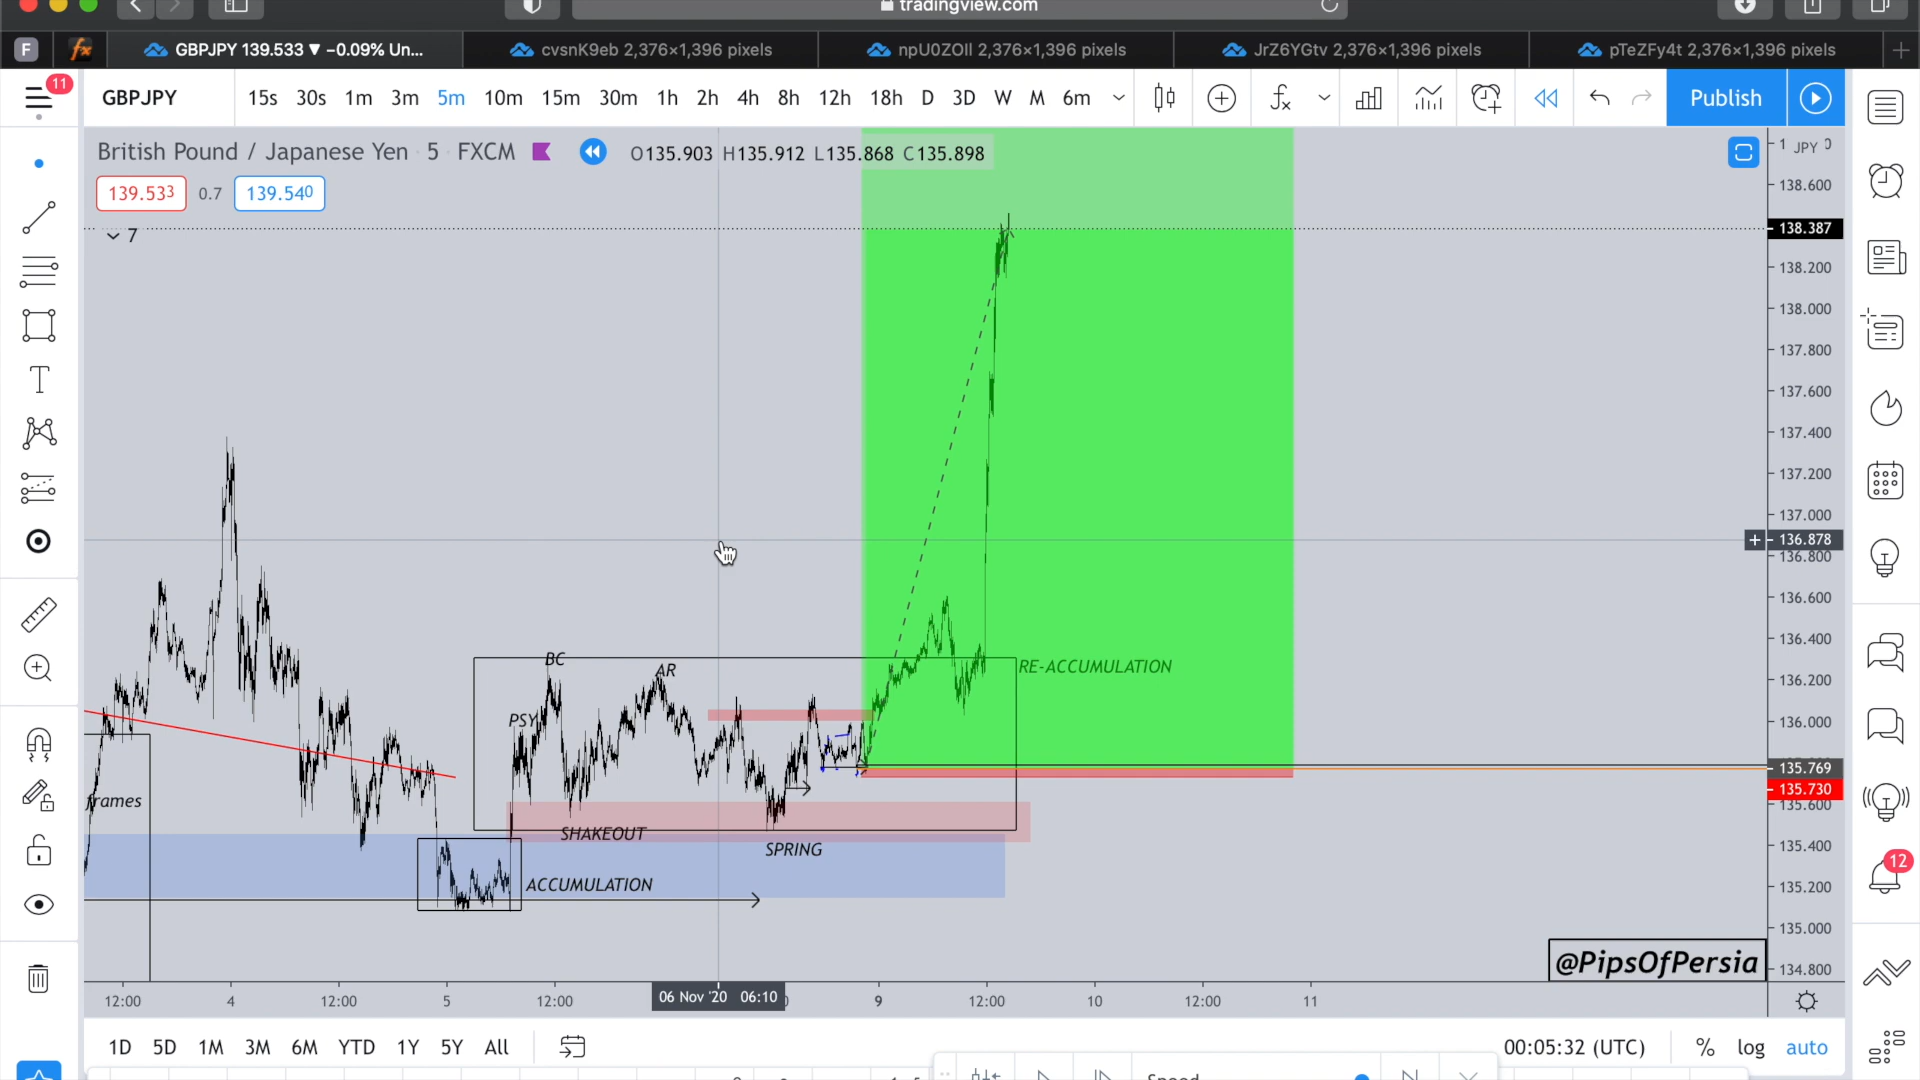 tradingview.com
F fx GBPJPY 139.533 ▼ −0.09% Un... cvsnK9eb 2,376×1,396 pixels npU0ZOIl 2,376×1,396 pixels JrZ6YGtv 2,376×1,396 pixels pTeZFy4t 2,376×1,396 pixels
11
GBPJPY 15s 30s 1m 3m 5m 10m 15m 30m 1h 2h 4h 8h 12h 18h D 3D W M 6m Publish
British Pound / Japanese Yen 5 FXCM O135.903 H135.912 L135.868 C135.898
JPY
139.533 0.7 139.540
7
138.600
138.387
138.200
138.000
137.800
137.600
137.400
137.200
137.000
136.878
136.800
136.600
136.400
136.200
136.000
135.769
135.730
135.600
135.400
135.200
135.000
134.800
BC
AR
RE-ACCUMULATION
PSY
frames
SHAKEOUT
SPRING
ACCUMULATION
12
@PipsOfPersia
12:00 4 12:00 5 12:00 06 Nov '20 06:10 9 12:00 10 12:00 11
1D 5D 1M 3M 6M YTD 1Y 5Y All 00:05:32 (UTC) % log auto
Speed